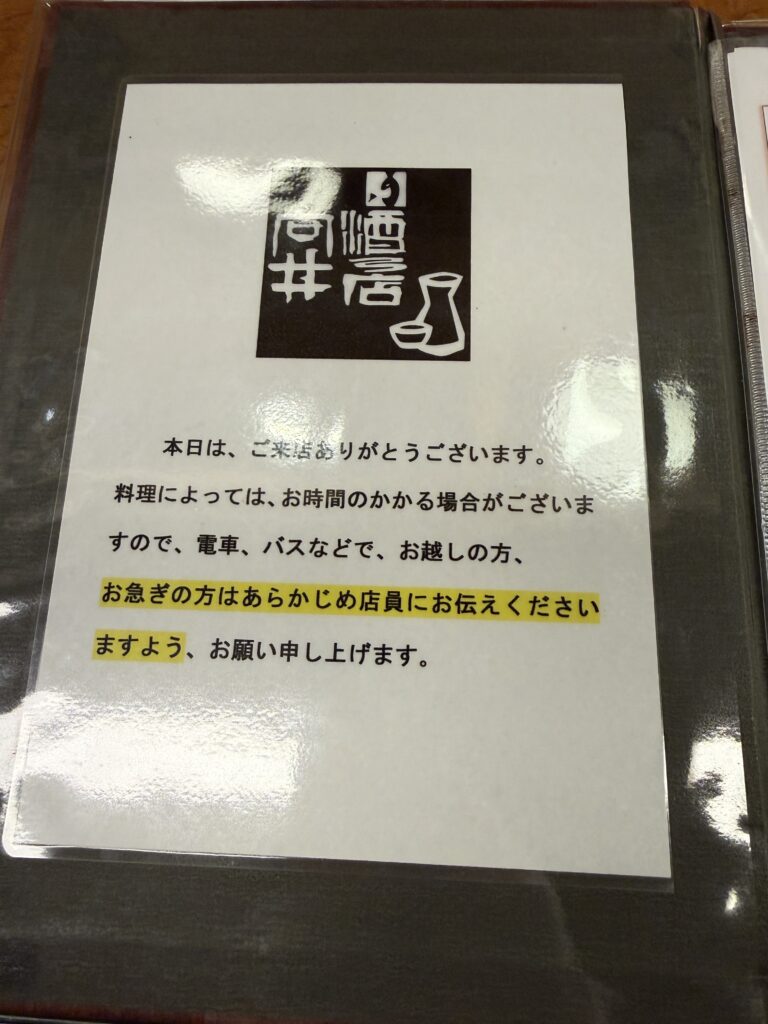 酒
店
井
本日は、ご来店ありがとうございます。
料理によっては、お時間のかかる場合がございま
すので、電車、バスなどで、お越しの方、
お急ぎの方はあらかじめ店員にお伝えください
ますよう、お願い申し上げます。